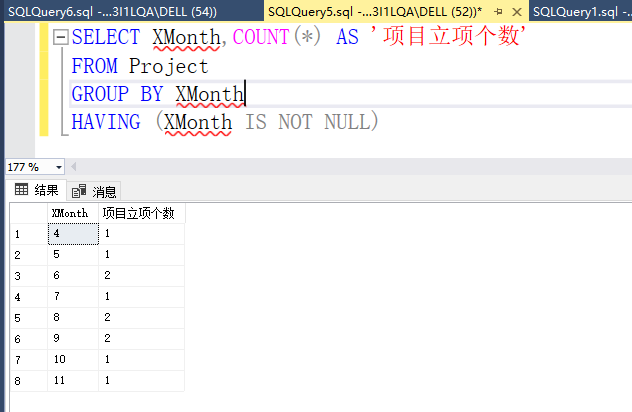 SQLQuery6.sql -...3I1LQA\DELL (54)) SQLQuery5.sql -...3I1LQA\DELL (52))* SQLQuery1.sql -...
SELECT XMonth,COUNT(*) AS '项目立项个数'
FROM Project
GROUP BY XMonth
HAVING (XMonth IS NOT NULL)
177 %
结果 消息
XMonth 项目立项个数
1 4 1
2 5 1
3 6 2
4 7 1
5 8 2
6 9 2
7 10 1
8 11 1